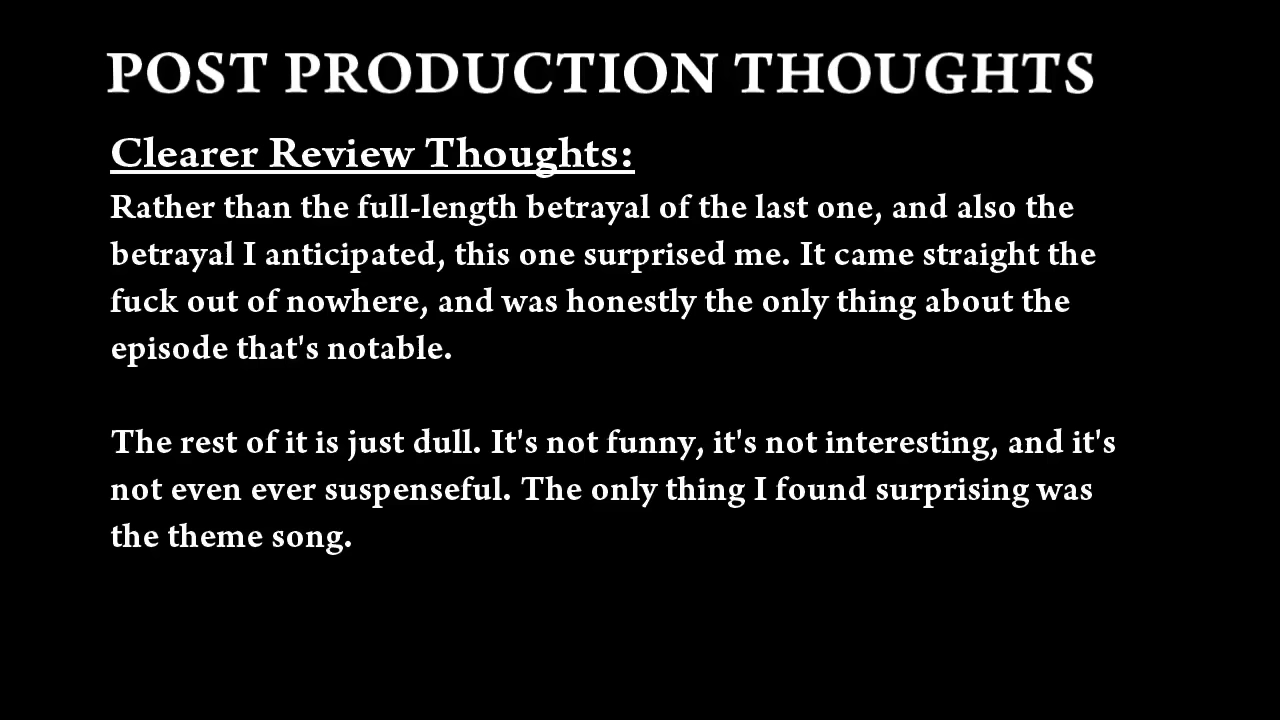 POST PRODUCTION THOUGHTS
Clearer Review Thoughts:
Rather than the full-length betrayal of the last one, and also the
betrayal I anticipated, this one surprised me. It came straight the
fuck out of nowhere, and was honestly the only thing about the
episode that's notable.
The rest of it is just dull. It's not funny, it's not interesting, and it's
not even ever suspenseful. The only thing I found surprising was
the theme song.